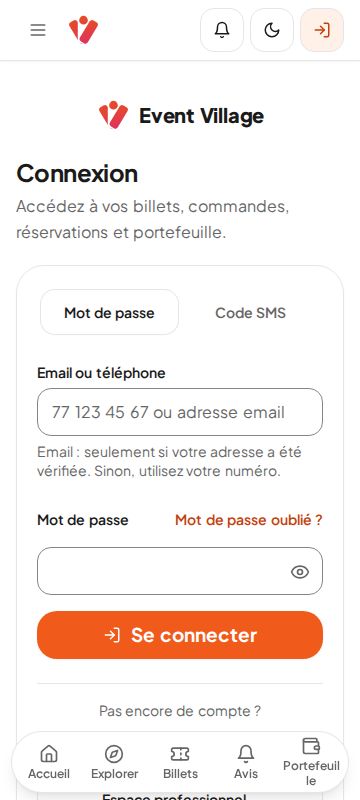 Event Village
Connexion
Accédez à vos billets, commandes,
réservations et portefeuille.
Mot de passe
Code SMS
Email ou téléphone
77 123 45 67 ou adresse email
Email : seulement si votre adresse a été
vérifiée. Sinon, utilisez votre numéro.
Mot de passe
Mot de passe oublié ?
Se connecter
Pas encore de compte ?
Accueil
Explorer
Billets
Avis
Portefeuil
le
Espace professionnel